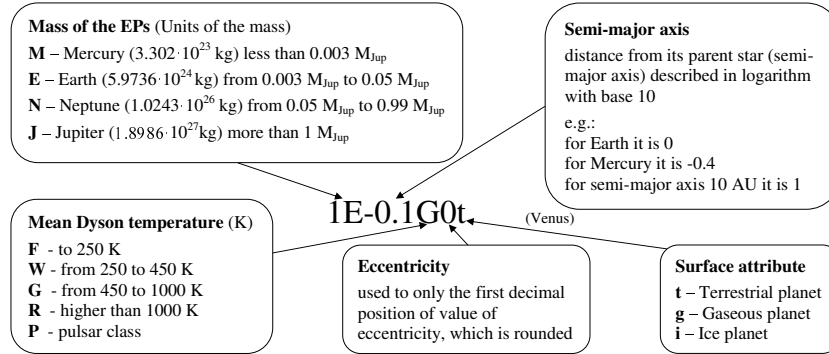 Mass of the EPs (Units of the mass)
M – Mercury (3.302·10²³ kg) less than 0.003 M_Jup
E – Earth (5.9736·10²⁴ kg) from 0.003 M_Jup to 0.05 M_Jup
N – Neptune (1.0243·10²⁶ kg) from 0.05 M_Jup to 0.99 M_Jup
J – Jupiter (1.8986·10²⁷kg) more than 1 M_Jup
Semi-major axis
distance from its parent star (semi-
major axis) described in logarithm
with base 10
e.g.:
for Earth it is 0
for Mercury it is -0.4
for semi-major axis 10 AU it is 1
1E-0.1G0t
(Venus)
Mean Dyson temperature (K)
F - to 250 K
W - from 250 to 450 K
G - from 450 to 1000 K
R - higher than 1000 K
P - pulsar class
Eccentricity
used to only the first decimal
position of value of
eccentricity, which is rounded
Surface attribute
t – Terrestrial planet
g – Gaseous planet
i – Ice planet